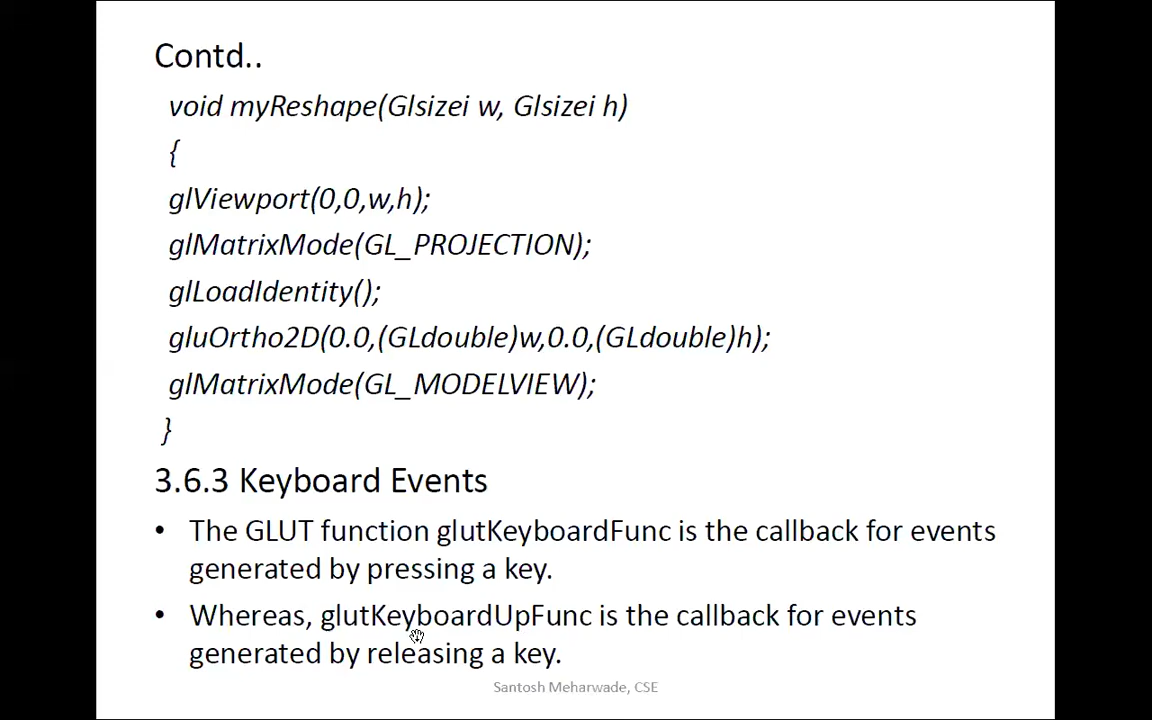 Contd..
void myReshape(Glsizei w, Glsizei h)
{
glViewport(0,0,w,h);
glMatrixMode(GL_PROJECTION);
glLoadIdentity();
gluOrtho2D(0.0,(GLdouble)w,0.0,(GLdouble)h);
glMatrixMode(GL_MODELVIEW);
}
3.6.3 Keyboard Events
• The GLUT function glutKeyboardFunc is the callback for events
generated by pressing a key.
• Whereas, glutKeyboardUpFunc is the callback for events
generated by releasing a key.
Santosh Meharwade, CSE